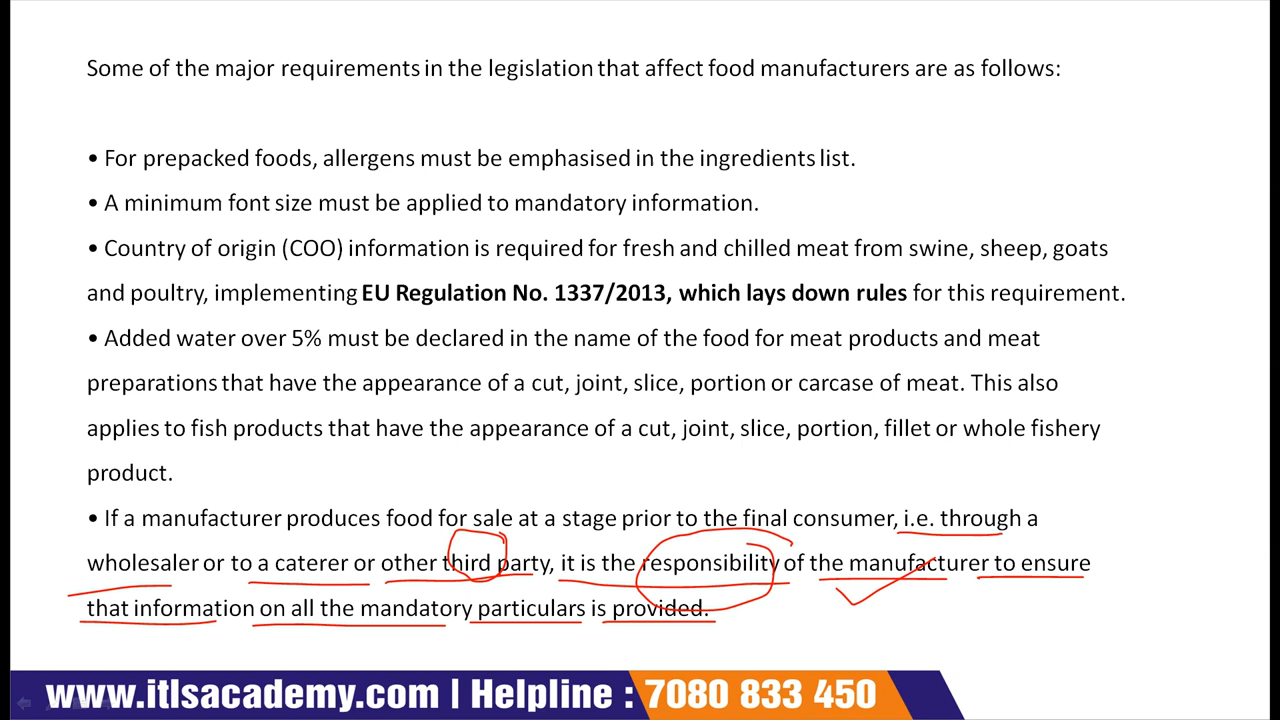 Some of the major requirements in the legislation that affect food manufacturers are as follows:
• For prepacked foods, allergens must be emphasised in the ingredients list.
• A minimum font size must be applied to mandatory information.
• Country of origin (COO) information is required for fresh and chilled meat from swine, sheep, goats
and poultry, implementing EU Regulation No. 1337/2013, which lays down rules for this requirement.
• Added water over 5% must be declared in the name of the food for meat products and meat
preparations that have the appearance of a cut, joint, slice, portion or carcase of meat. This also
applies to fish products that have the appearance of a cut, joint, slice, portion, fillet or whole fishery
product.
• If a manufacturer produces food for sale at a stage prior to the final consumer, i.e. through a
wholesaler or to a caterer or other third party, it is the responsibility of the manufacturer to ensure
that information on all the mandatory particulars is provided.
www.itlsacademy.com | Helpline : 7080 833 450